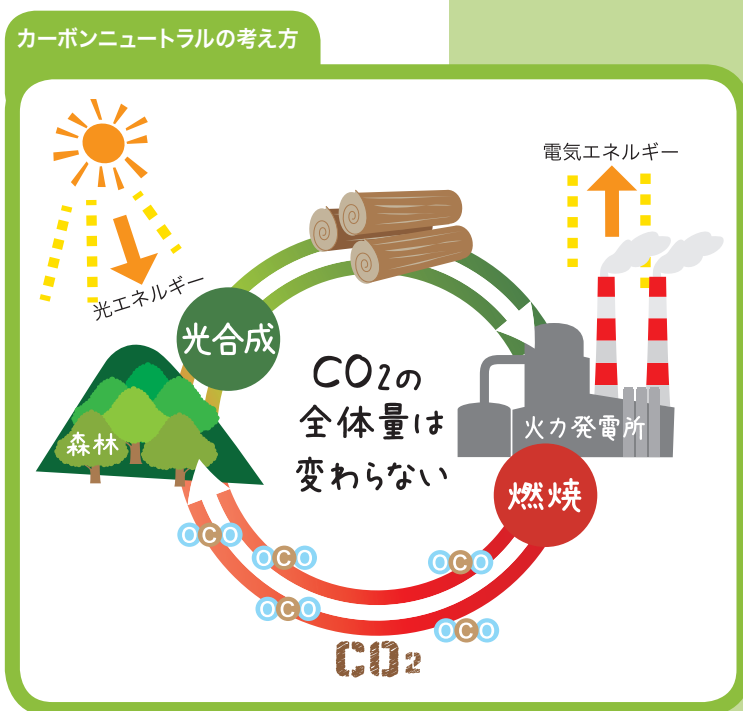 カーボンニュートラルの考え方
電気エネルギー
光エネルギー
光合成
CO2の
全体量は
変わらない
火力発電所
森林
燃焼
OCO
OCO
OCO
OCO
OCO
CO2